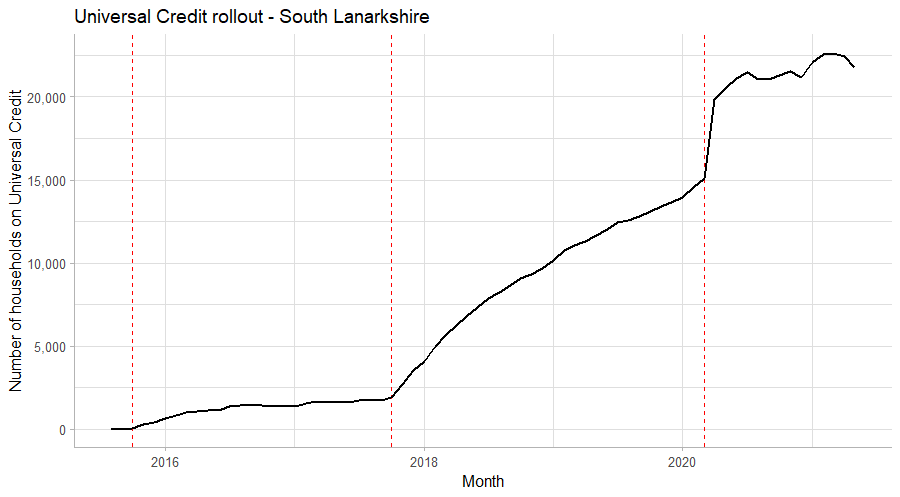 Universal Credit rollout - South Lanarkshire
Number of households on Universal Credit
20,000
15,000
10,000
5,000
0
2016
2018
2020
Month